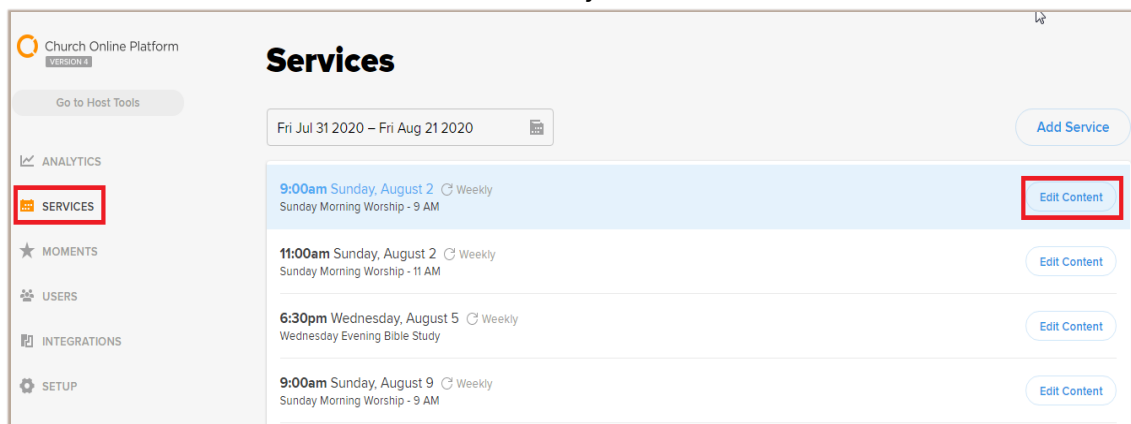 Church Online Platform
VERSION 4
Go to Host Tools
ANALYTICS
SERVICES
MOMENTS
USERS
INTEGRATIONS
SETUP
Services
Fri Jul 31 2020 – Fri Aug 21 2020
Add Service
9:00am Sunday, August 2 Weekly
Sunday Morning Worship - 9 AM
Edit Content
11:00am Sunday, August 2 Weekly
Sunday Morning Worship - 11 AM
Edit Content
6:30pm Wednesday, August 5 Weekly
Wednesday Evening Bible Study
Edit Content
9:00am Sunday, August 9 Weekly
Sunday Morning Worship - 9 AM
Edit Content